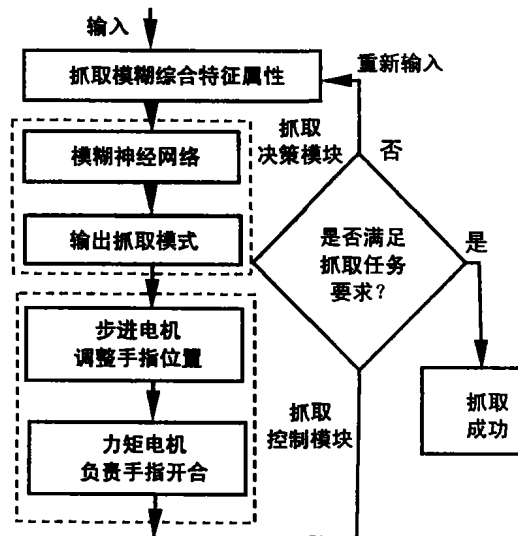 输入
抓取模糊综合特征属性
重新输入
模糊神经网络
抓取
决策模块
否
输出抓取模式
是否满足
抓取任务
要求?
是
步进电机
调整手指位置
抓取
成功
抓取
控制模块
力矩电机
负责手指开合